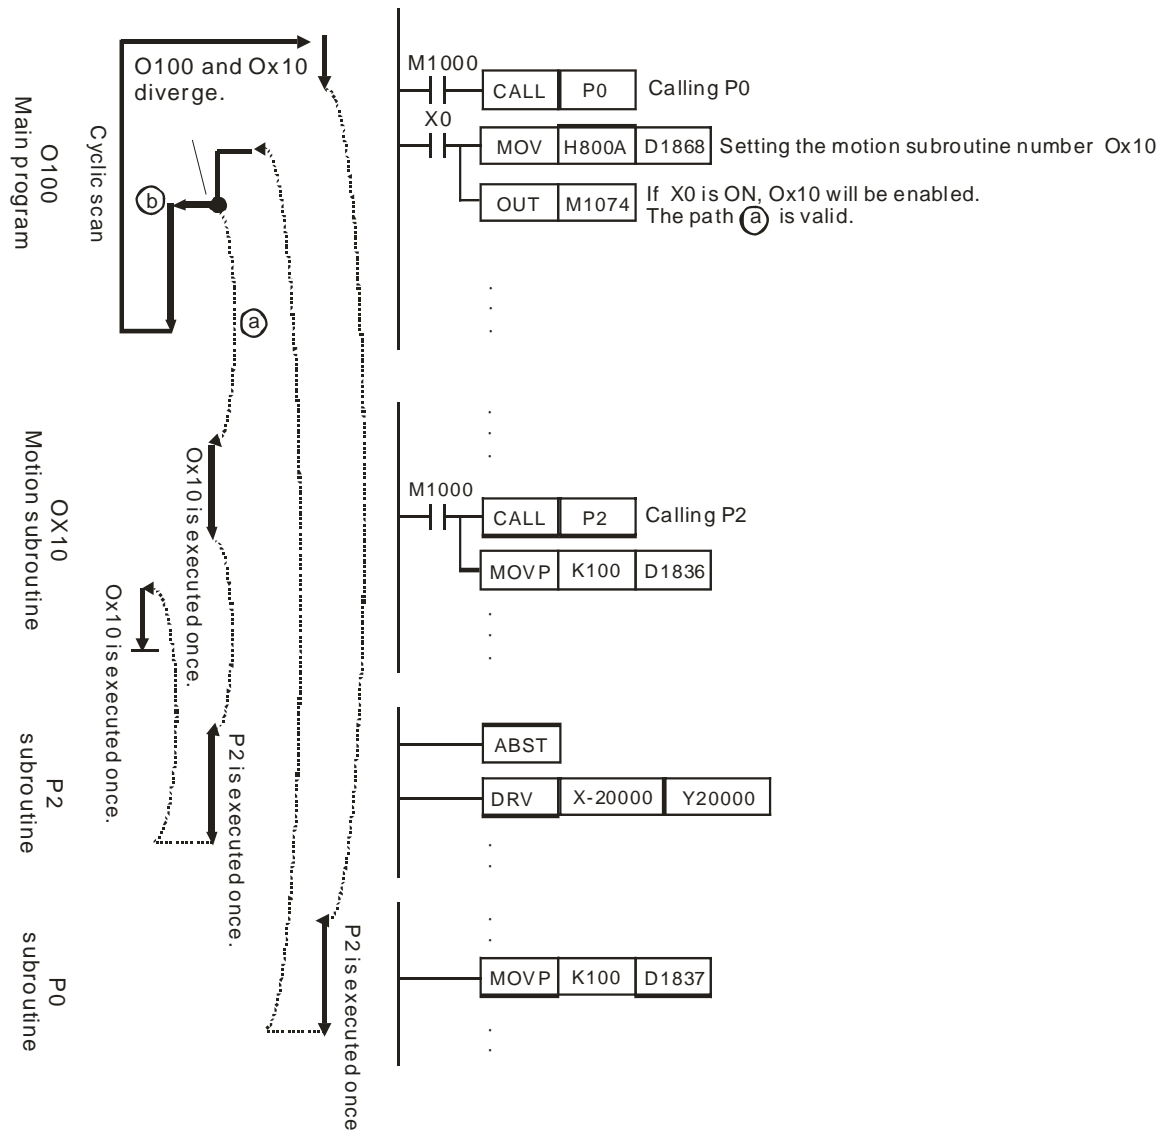 O100 and Ox10
diverge.
O100
Main program
Cyclic scan
b
a
M1000
CALL P0 Calling P0
X0
MOV H800A D1868 Setting the motion subroutine number Ox10
OUT M1074 If X0 is ON, Ox10 will be enabled.
The path a is valid.
OX10
Motion subroutine
Ox10 is executed once.
Ox10 is executed once.
M1000
CALL P2 Calling P2
MOVP K100 D1836
P2
subroutine
P2 is executed once.
ABST
DRV X-20000 Y20000
P0
subroutine
P2 is executed once
MOVP K100 D1837